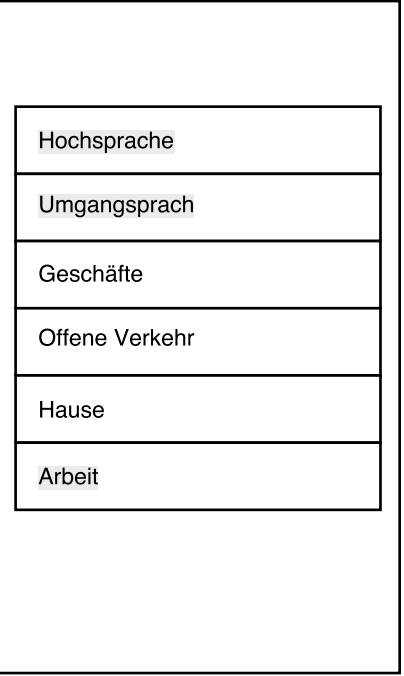 Hochsprache
Umgangsprach
Geschäfte
Offene Verkehr
Hause
Arbeit